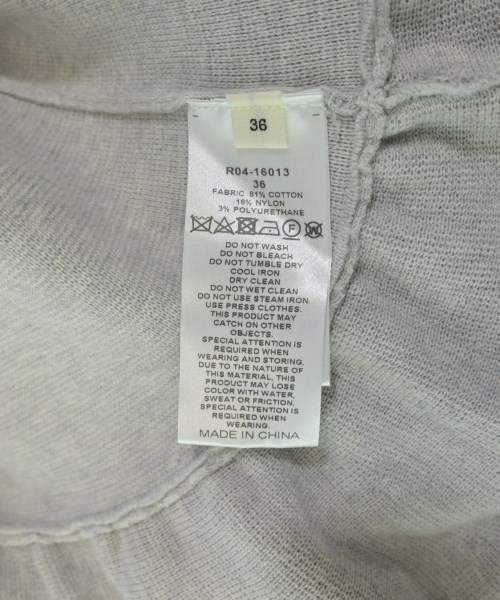 36
R04-16013
36
FABRIC 81% COTTON
16% NYLON
3% POLYURETHANE
F W
DO NOT WASH
DO NOT BLEACH
DO NOT TUMBLE DRY
COOL IRON
DRY CLEAN
DO NOT WET CLEAN
DO NOT USE STEAM IRON.
USE PRESS CLOTHES.
THIS PRODUCT MAY
CATCH ON OTHER
OBJECTS.
SPECIAL ATTENTION IS
REQUIRED WHEN
WEARING AND STORING.
DUE TO THE NATURE OF
THIS MATERIAL, THIS
PRODUCT MAY LOSE
COLOR WITH WATER,
SWEAT OR FRICTION.
SPECIAL ATTENTION IS
REQUIRED WHEN
WEARING.
MADE IN CHINA